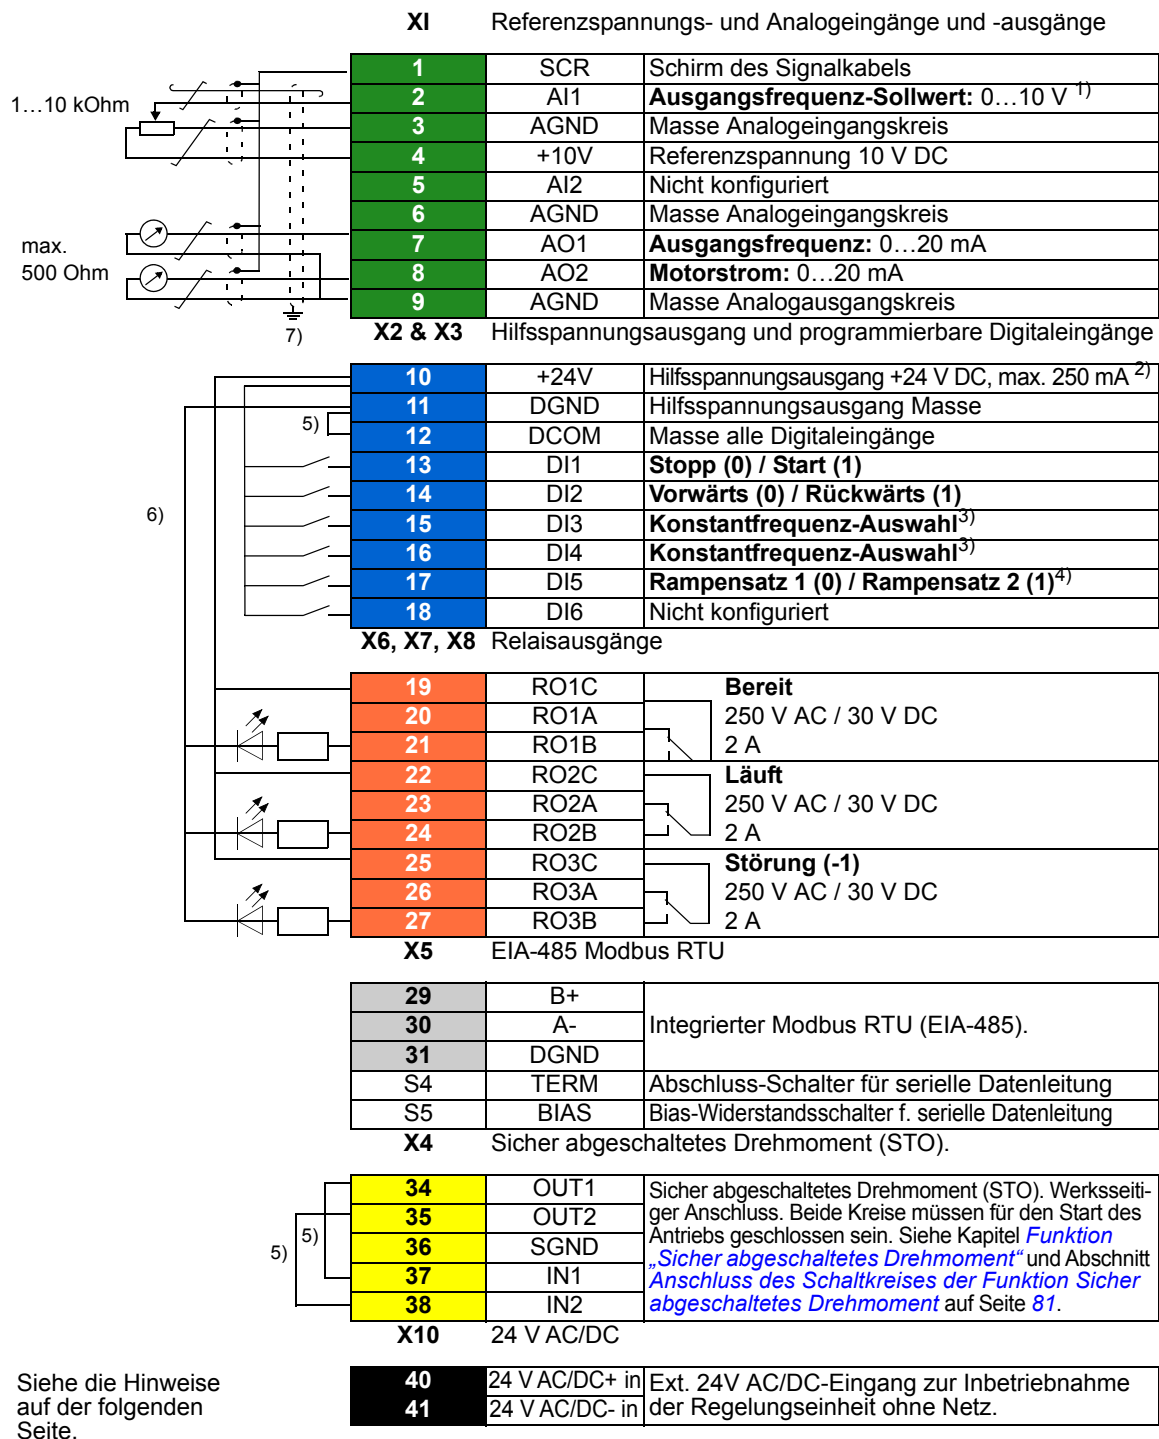 XI Referenzspannungs- und Analogeingänge und -ausgänge
1 SCR Schirm des Signalkabels
1…10 kOhm 2 AI1 Ausgangsfrequenz-Sollwert: 0…10 V 1)
3 AGND Masse Analogeingangskreis
4 +10V Referenzspannung 10 V DC
5 AI2 Nicht konfiguriert
6 AGND Masse Analogeingangskreis
max. 7 AO1 Ausgangsfrequenz: 0…20 mA
500 Ohm 8 AO2 Motorstrom: 0…20 mA
9 AGND Masse Analogausgangskreis
7) X2 & X3 Hilfsspannungsausgang und programmierbare Digitaleingänge
10 +24V Hilfsspannungsausgang +24 V DC, max. 250 mA 2)
11 DGND Hilfsspannungsausgang Masse
5) 12 DCOM Masse alle Digitaleingänge
13 DI1 Stopp (0) / Start (1)
14 DI2 Vorwärts (0) / Rückwärts (1)
6) 15 DI3 Konstantfrequenz-Auswahl3)
16 DI4 Konstantfrequenz-Auswahl3)
17 DI5 Rampensatz 1 (0) / Rampensatz 2 (1)4)
18 DI6 Nicht konfiguriert
X6, X7, X8 Relaisausgänge
19 RO1C Bereit
20 RO1A 250 V AC / 30 V DC
21 RO1B 2 A
22 RO2C Läuft
23 RO2A 250 V AC / 30 V DC
24 RO2B 2 A
25 RO3C Störung (-1)
26 RO3A 250 V AC / 30 V DC
27 RO3B 2 A
X5 EIA-485 Modbus RTU
29 B+
30 A- Integrierter Modbus RTU (EIA-485).
31 DGND
S4 TERM Abschluss-Schalter für serielle Datenleitung
S5 BIAS Bias-Widerstandsschalter f. serielle Datenleitung
X4 Sicher abgeschaltetes Drehmoment (STO).
34 OUT1 Sicher abgeschaltetes Drehmoment (STO). Werksseiti-
35 OUT2 ger Anschluss. Beide Kreise müssen für den Start des
5) 5) 36 SGND Antriebs geschlossen sein. Siehe Kapitel Funktion
„Sicher abgeschaltetes Drehmoment“ und Abschnitt
37 IN1 Anschluss des Schaltkreises der Funktion Sicher
38 IN2 abgeschaltetes Drehmoment auf Seite 81.
X10 24 V AC/DC
40 24 V AC/DC+ in Ext. 24V AC/DC-Eingang zur Inbetriebnahme
41 24 V AC/DC- in der Regelungseinheit ohne Netz.
Siehe die Hinweise
auf der folgenden
Seite.